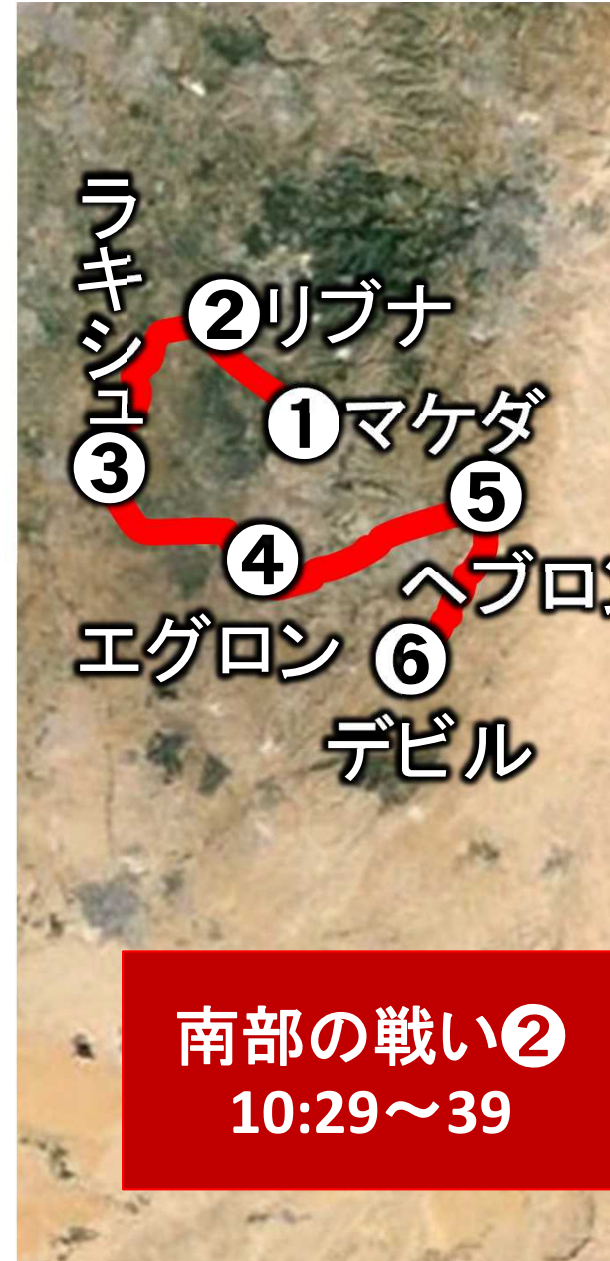 ラキシュ
❷リブナ
❶マケダ
❸
❺
❹
ヘブロン
エグロン
❻
デビル
南部の戦い❷
10:29～39